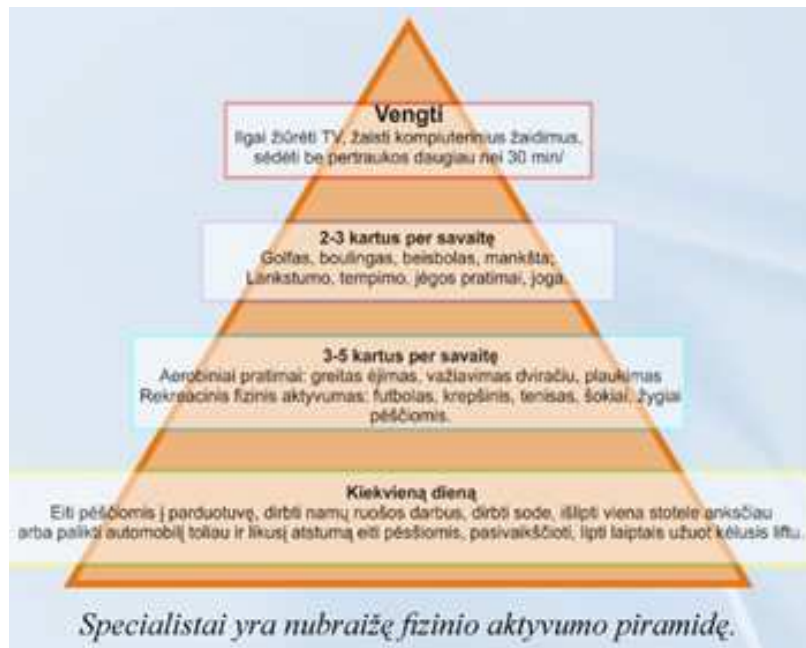 Vengti
Ilgai žiūrėti TV, žaisti kompiuterinius žaidimus,
sėdėti be pertraukos daugiau nei 30 min/
2-3 kartus per savaitę
Golfas, boulingas, beisbolas, mankšta;
Lankstumo, tempimo, jėgos pratimai, joga.
3-5 kartus per savaitę
Aerobiniai pratimai: greitas ėjimas, važiavimas dviračiu, plaukimas
Rekreacinis fizinis aktyvumas: futbolas, krepšinis, tenisas, šokiai, žygiai
pėsčiomis.
Kiekvieną dieną
Eiti pėsčiomis į parduotuvę, dirbti namų ruošos darbus, dirbti sode, išlipti viena stotele anksčiau
arba palikti automobilį toliau ir likusį atstumą eiti pėsšiomis, pasivaikščioti, lipti laiptais užuot kėlusis liftu.
Specialistai yra nubraižę fizinio aktyvumo piramidę.